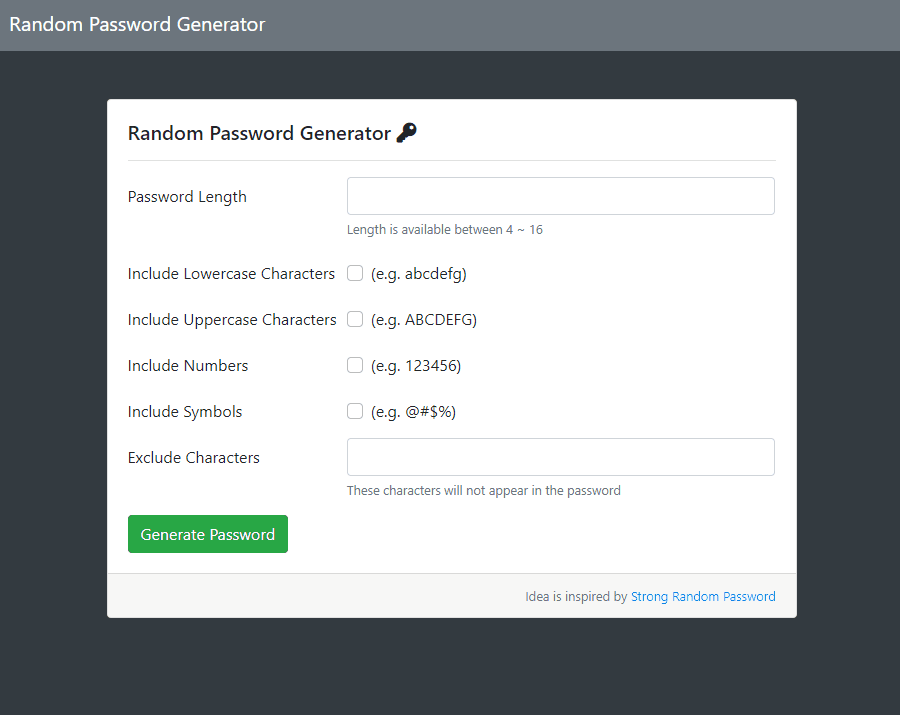 Random Password Generator
Random Password Generator
Password Length
Length is available between 4 ~ 16
Include Lowercase Characters (e.g. abcdefg)
Include Uppercase Characters (e.g. ABCDEFG)
Include Numbers (e.g. 123456)
Include Symbols (e.g. @#$%)
Exclude Characters
These characters will not appear in the password
Generate Password
Idea is inspired by Strong Random Password